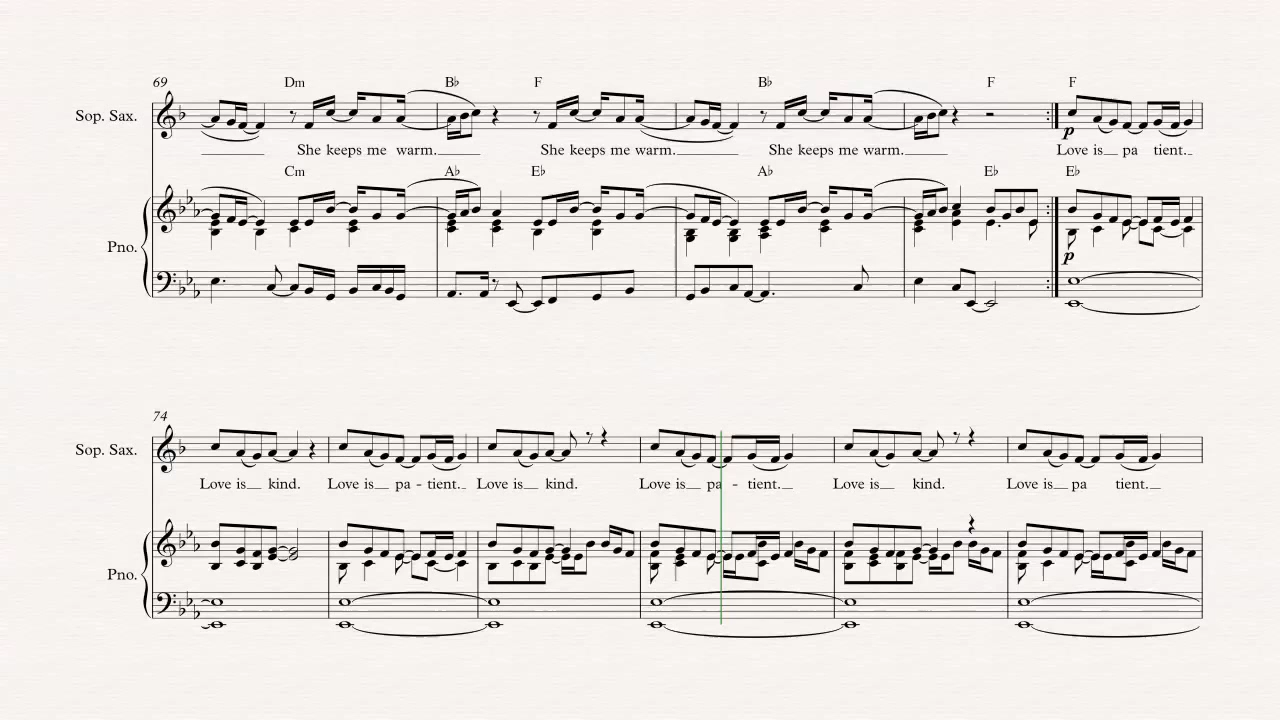 69 Dm B♭ F B♭ F F
Sop. Sax.
p
She keeps me warm. She keeps me warm. She keeps me warm. Love is pa tient.
Cm A♭ E♭ A♭ E♭ E♭
Pno.
p
74
Sop. Sax.
Love is kind. Love is pa - tient. Love is kind. Love is pa - tient. Love is kind. Love is pa tient.
Pno.